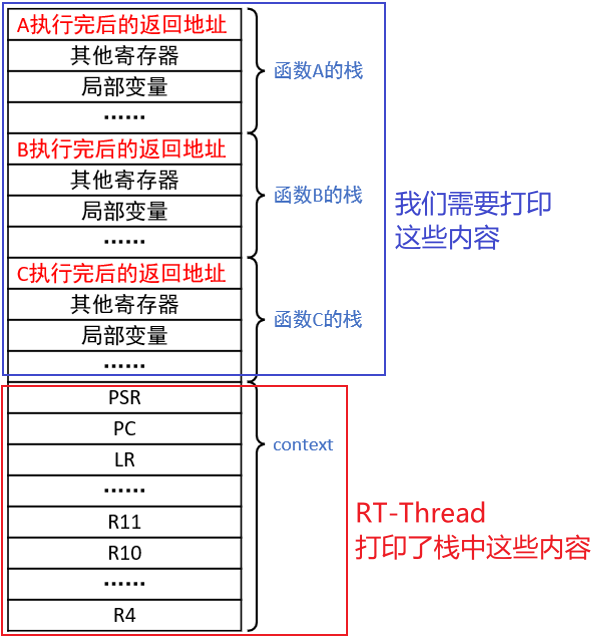 A执行完后的返回地址
其他寄存器
局部变量
······
函数A的栈
B执行完后的返回地址
其他寄存器
局部变量
······
函数B的栈
我们需要打印
这些内容
C执行完后的返回地址
其他寄存器
局部变量
······
函数C的栈
PSR
PC
LR
······
R11
R10
······
R4
context
RT-Thread
打印了栈中这些内容